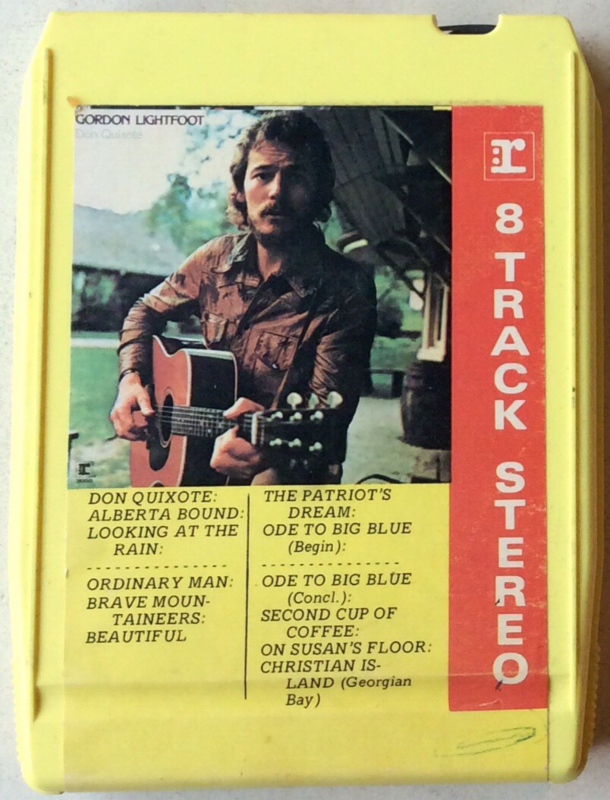 GORDON LIGHTFOOT
Don Quixote
r
8 TRACK STEREO
DON QUIXOTE:
ALBERTA BOUND:
LOOKING AT THE
RAIN:
ORDINARY MAN:
BRAVE MOUN-
TAINEERS:
BEAUTIFUL
THE PATRIOT'S
DREAM:
ODE TO BIG BLUE
(Begin):
ODE TO BIG BLUE
(Concl.):
SECOND CUP OF
COFFEE:
ON SUSAN'S FLOOR:
CHRISTIAN IS-
LAND (Georgian
Bay)